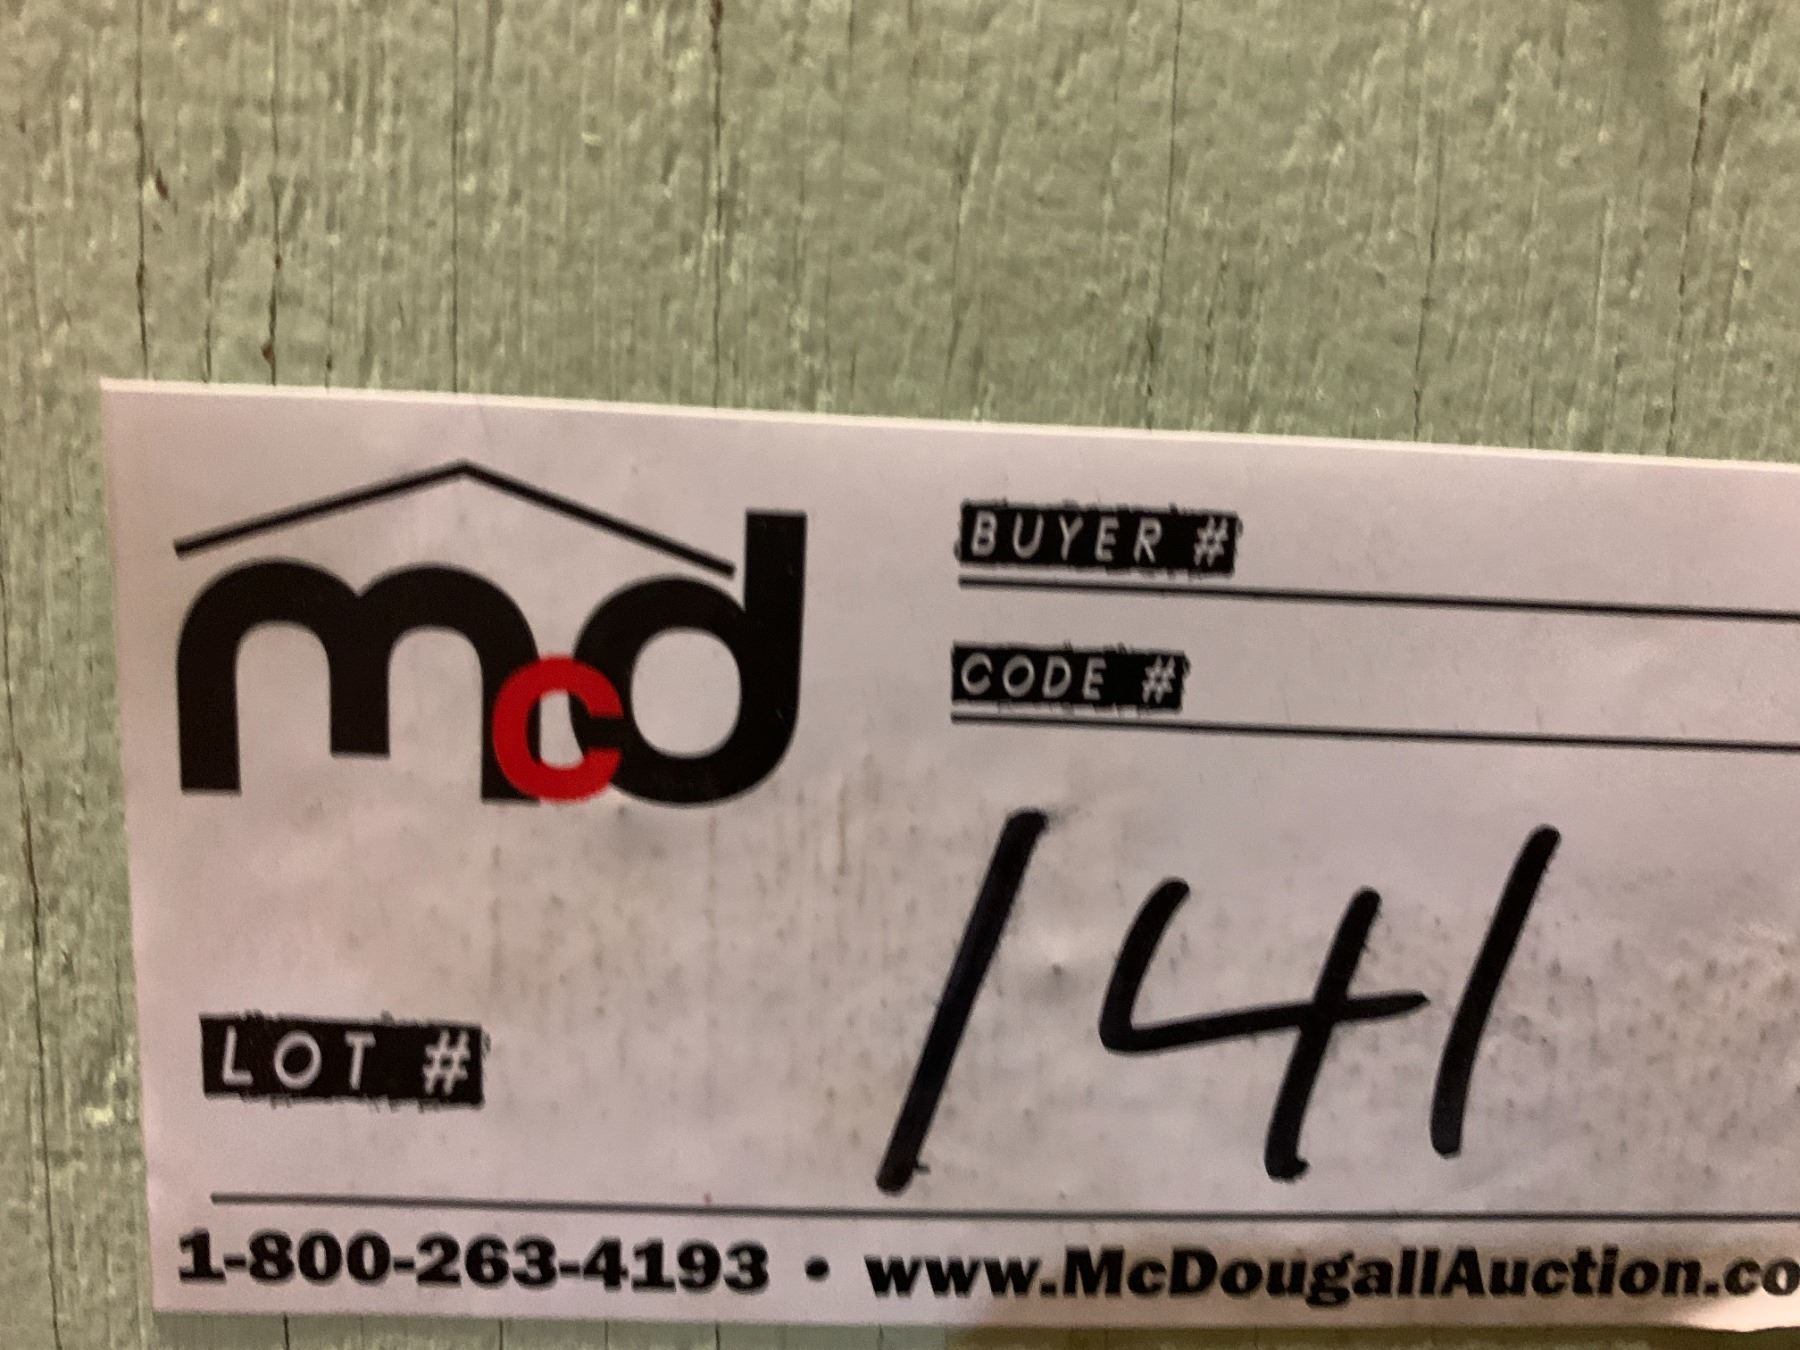 mcd
BUYER #
CODE #
LOT # 141
1-800-263-4193 • www.McDougallAuction.co